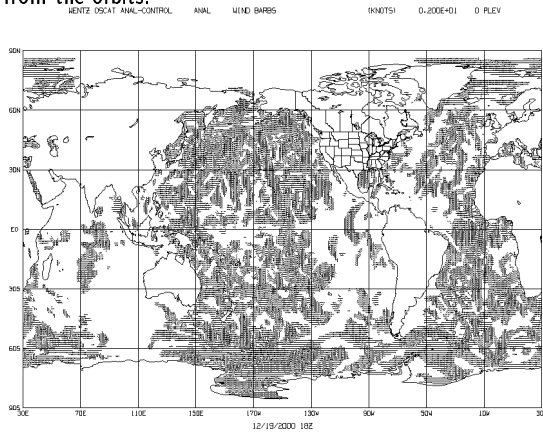 from the orbits.
WENTZ QSCAT ANAL-CONTROL ANAL WIND BARBS (KNOTS) 0.200E+01 0 PLEV
90N
60N
30N
EQ
30S
60S
90S
30E 70E 110E 150E 170W 130W 90W 50W 10W 30
12/19/2000 18Z